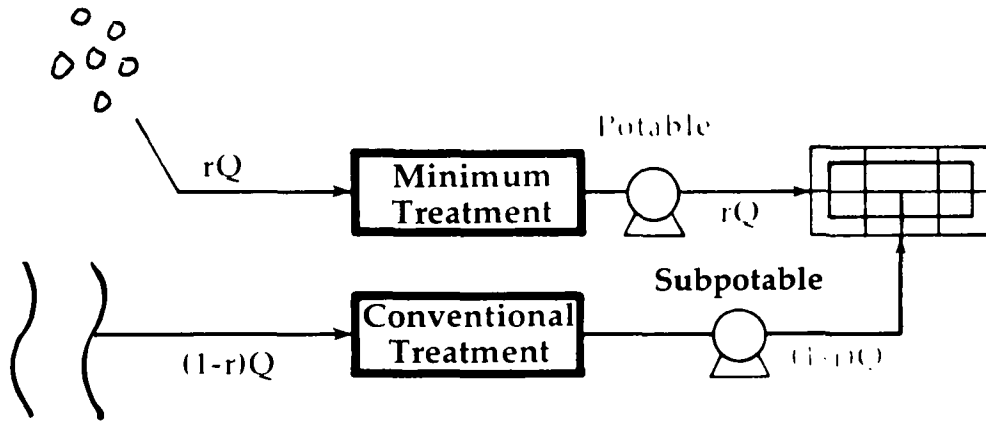 Potable
rQ
Minimum
Treatment
rQ
Subpotable
Conventional
Treatment
(1-r)Q